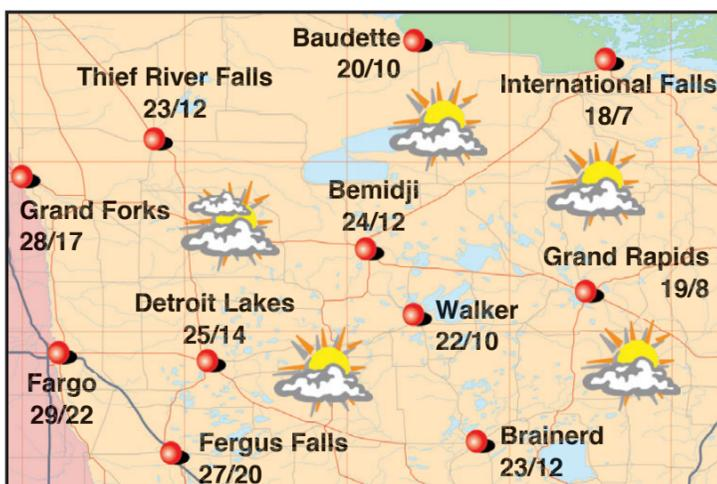 Baudette
20/10
International Falls
18/7
Thief River Falls
23/12
Grand Forks
28/17
Bemidji
24/12
Grand Rapids
19/8
Detroit Lakes
25/14
Walker
22/10
Fargo
29/22
Fergus Falls
27/20
Brainerd
23/12